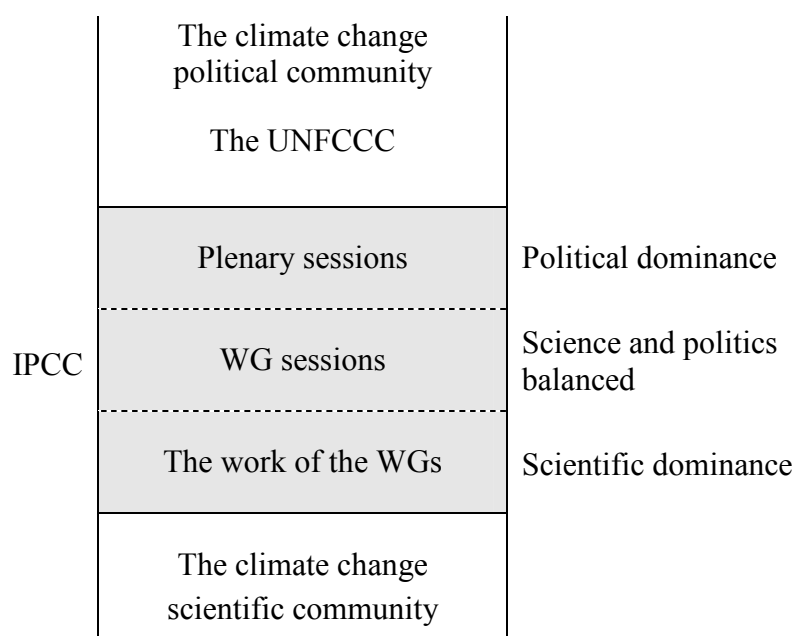 The climate change
political community
The UNFCCC
Plenary sessions
Political dominance
IPCC
WG sessions
Science and politics
balanced
The work of the WGs
Scientific dominance
The climate change
scientific community